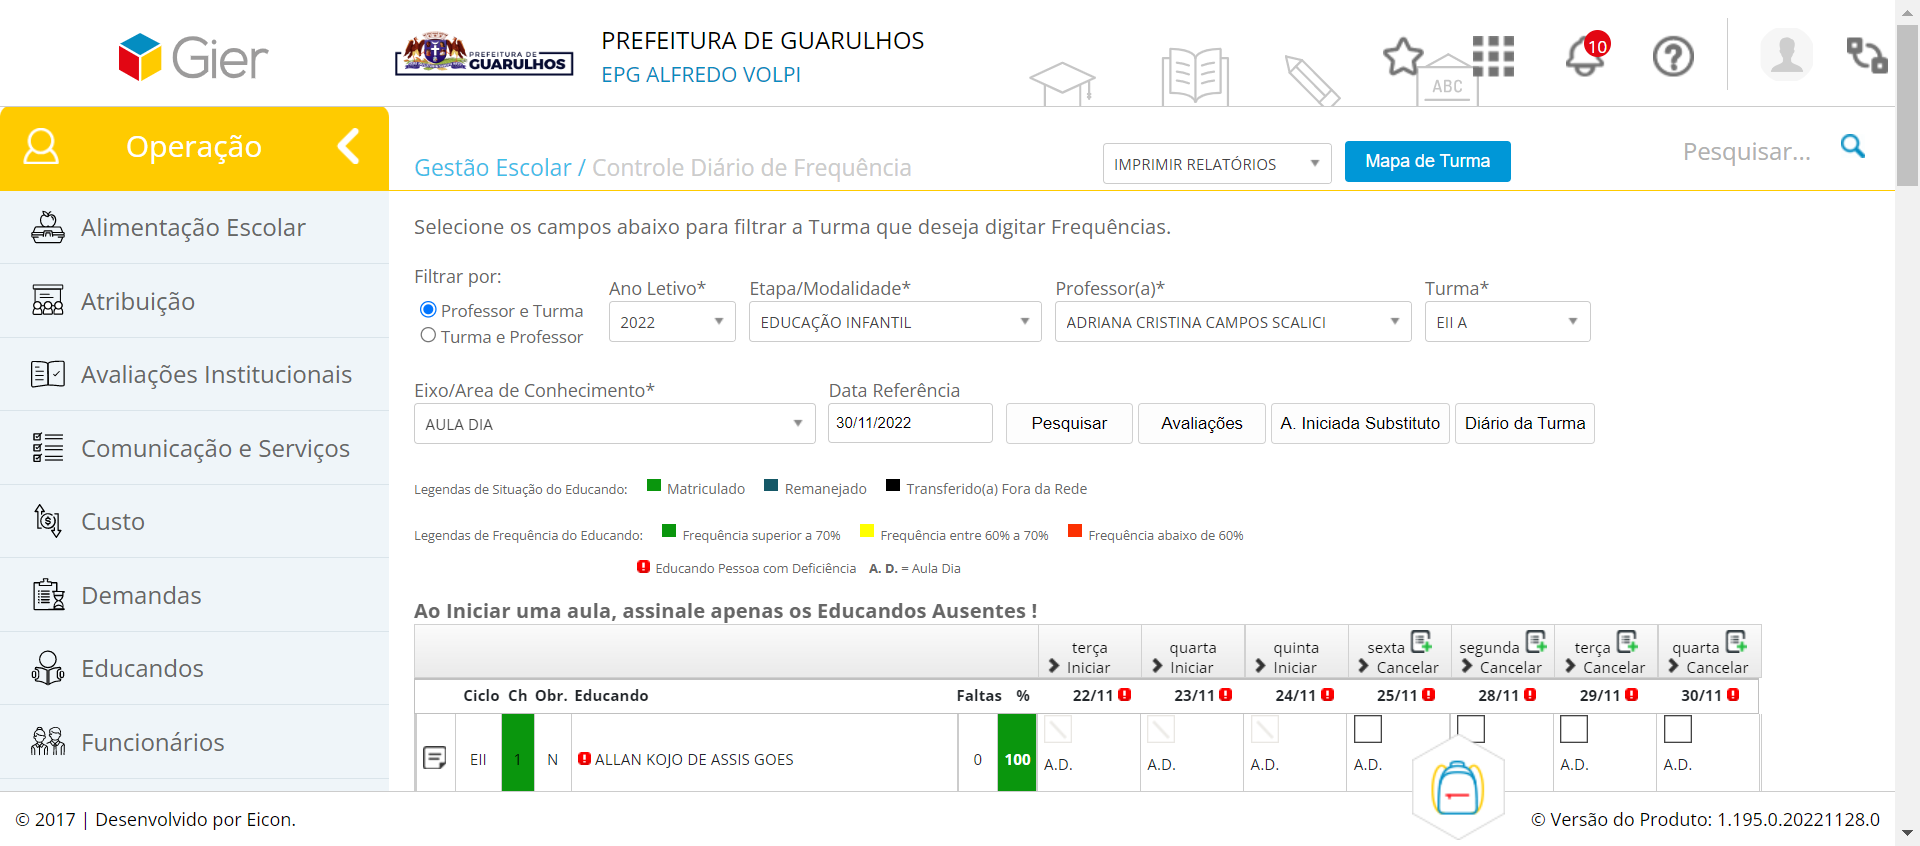 Gier
PREFEITURA DE
GUARULHOS
PREFEITURA DE GUARULHOS
EPG ALFREDO VOLPI
ABC
10
Operação
Gestão Escolar / Controle Diário de Frequência
IMPRIMIR RELATÓRIOS
Mapa de Turma
Pesquisar...
Alimentação Escolar
Atribuição
Avaliações Institucionais
Comunicação e Serviços
Custo
Demandas
Educandos
Funcionários
Selecione os campos abaixo para filtrar a Turma que deseja digitar Frequências.
Filtrar por:
Professor e Turma
Turma e Professor
Ano Letivo* Etapa/Modalidade* Professor(a)* Turma*
2022 EDUCAÇÃO INFANTIL ADRIANA CRISTINA CAMPOS SCALICI EII A
Eixo/Area de Conhecimento* Data Referência
AULA DIA 30/11/2022 Pesquisar Avaliações A. Iniciada Substituto Diário da Turma
Legendas de Situação do Educando: Matriculado Remanejado Transferido(a) Fora da Rede
Legendas de Frequência do Educando: Frequência superior a 70% Frequência entre 60% a 70% Frequência abaixo de 60%
Educando Pessoa com Deficiência A. D. = Aula Dia
Ao Iniciar uma aula, assinale apenas os Educandos Ausentes !
terça quarta quinta sexta segunda terça quarta
Iniciar Iniciar Iniciar Cancelar Cancelar Cancelar Cancelar
Ciclo Ch Obr. Educando Faltas % 22/11 23/11 24/11 25/11 28/11 29/11 30/11
EII 1 N ALLAN KOJO DE ASSIS GOES 0 100 A.D. A.D. A.D. A.D. A.D. A.D.
© 2017 | Desenvolvido por Eicon.
© Versão do Produto: 1.195.0.20221128.0